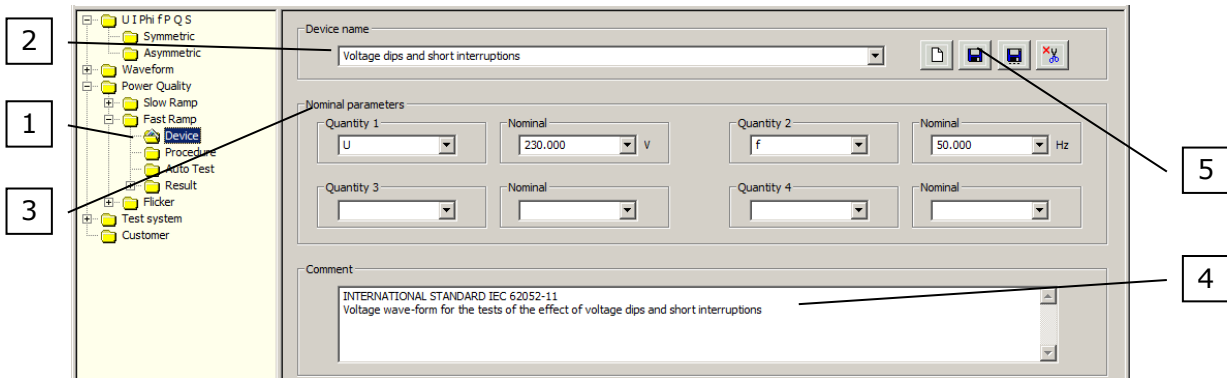 U I Phi f P Q S
Symmetric
Asymmetric
Waveform
Power Quality
Slow Ramp
Fast Ramp
Device
Procedure
Auto Test
Result
Flicker
Test system
Customer
2
1
3
Device name
Voltage dips and short interruptions
Nominal parameters
Quantity 1
U
Nominal
230.000
V
Quantity 2
f
Nominal
50.000
Hz
Quantity 3
Nominal
Quantity 4
Nominal
Comment
INTERNATIONAL STANDARD IEC 62052-11
Voltage wave-form for the tests of the effect of voltage dips and short interruptions
5
4